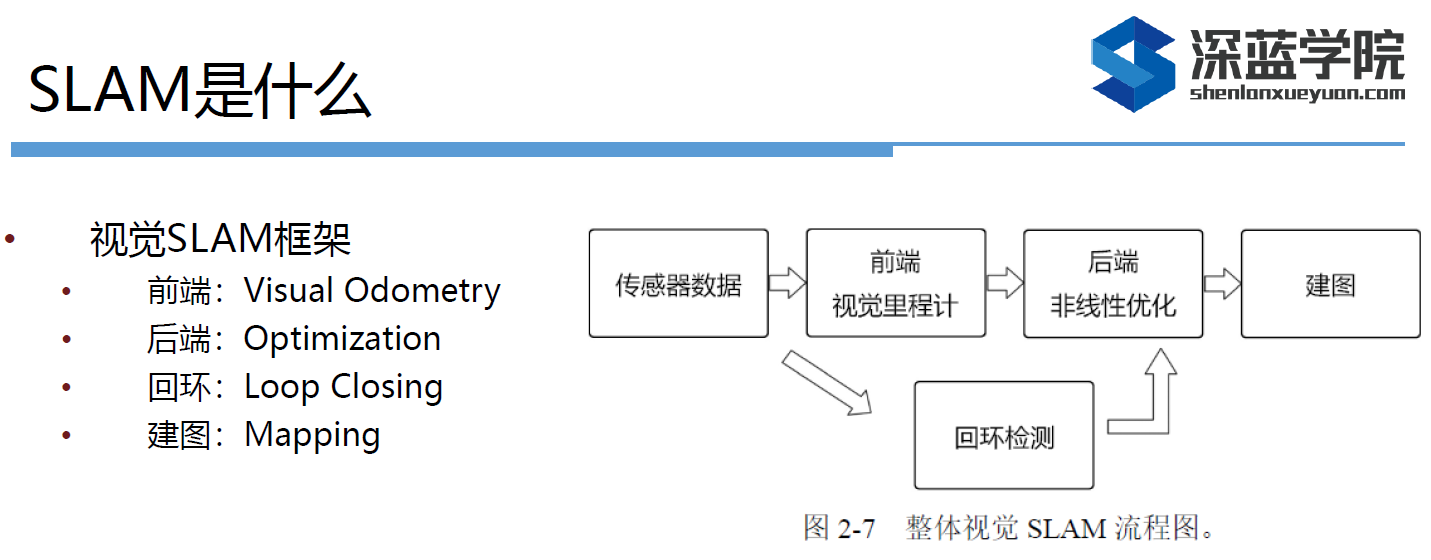 SLAM是什么
深蓝学院
shenlanxueyuan.com
• 视觉SLAM框架
• 前端：Visual Odometry
• 后端：Optimization
• 回环：Loop Closing
• 建图：Mapping
传感器数据
前端
视觉里程计
后端
非线性优化
建图
回环检测
图 2-7 整体视觉 SLAM 流程图。